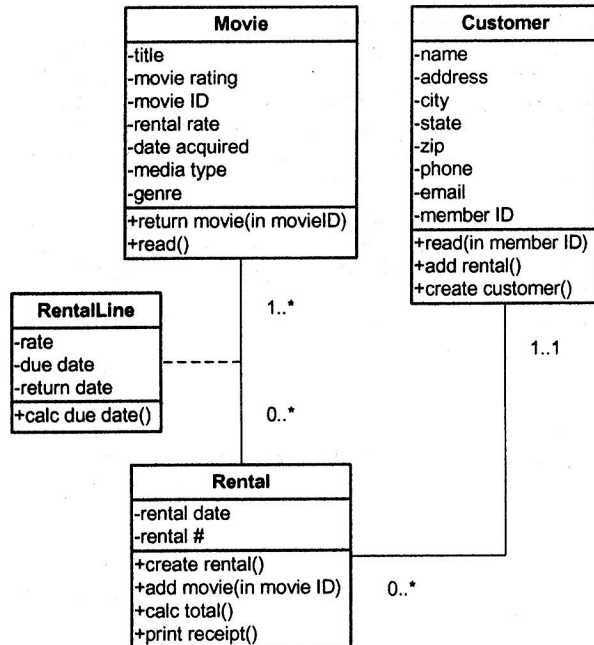 Movie
-title
-movie rating
-movie ID
-rental rate
-date acquired
-media type
-genre
+return movie(in movieID)
+read()
Customer
-name
-address
-city
-state
-zip
-phone
-email
-member ID
+read(in member ID)
+add rental()
+create customer()
1..*
1..1
RentalLine
-rate
-due date
-return date
+calc due date()
0..*
Rental
-rental date
-rental #
+create rental()
+add movie(in movie ID)
+calc total()
+print receipt()
0..*